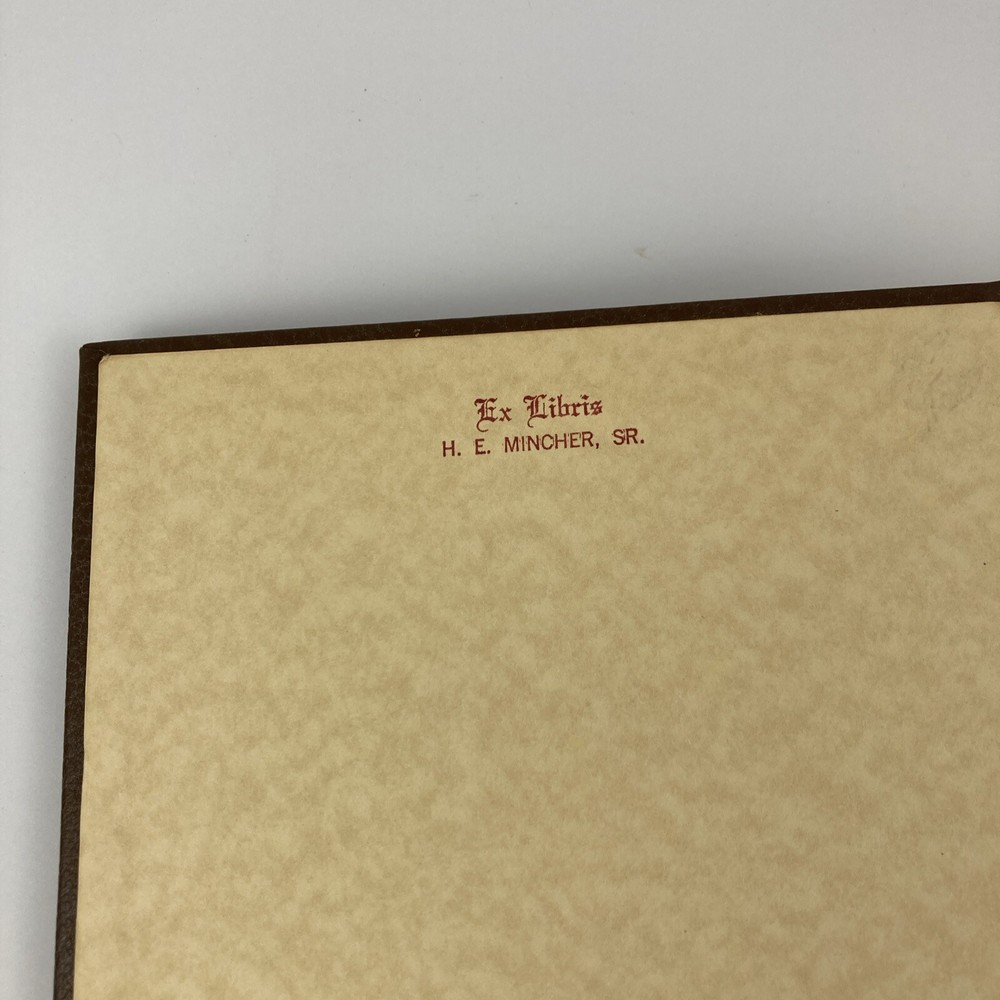 Ex Libris
H. E. MINCHER, SR.